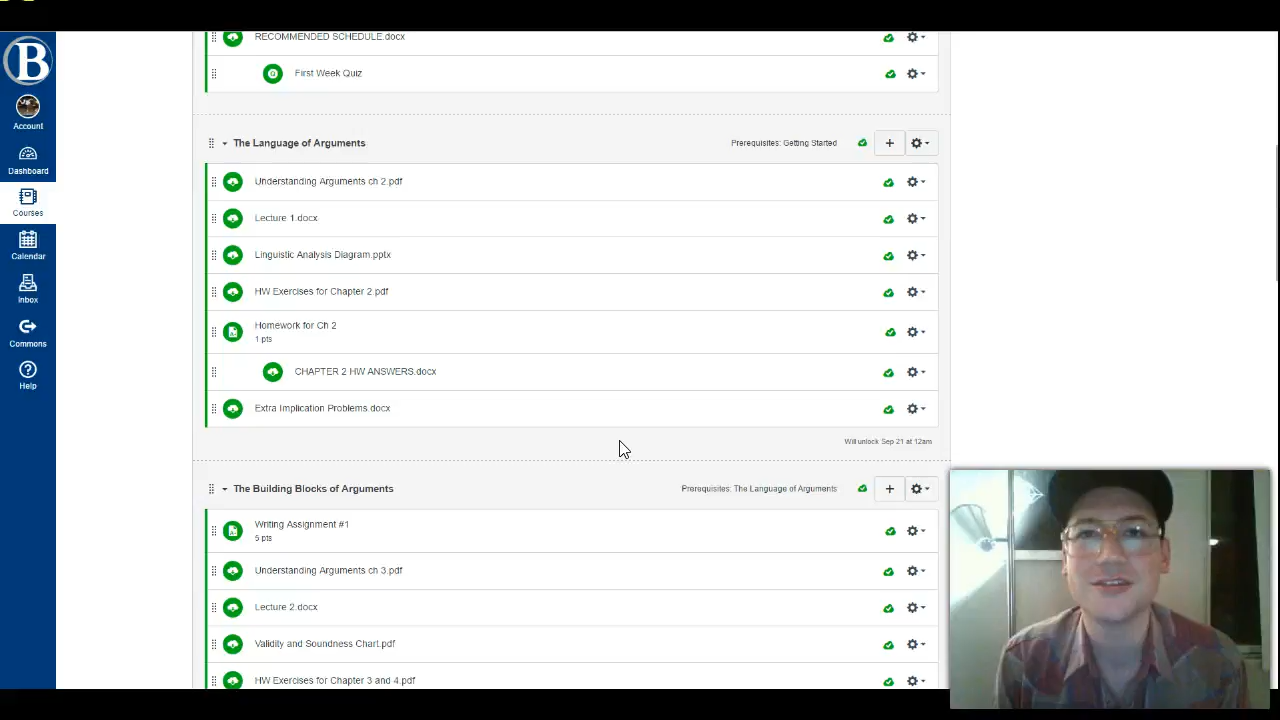 RECOMMENDED SCHEDULE.docx
First Week Quiz
B
Account
Dashboard
Courses
Calendar
Inbox
Commons
Help
The Language of Arguments
Prerequisites: Getting Started
Understanding Arguments ch 2.pdf
Lecture 1.docx
Linguistic Analysis Diagram.pptx
HW Exercises for Chapter 2.pdf
Homework for Ch 2
1 pts
CHAPTER 2 HW ANSWERS.docx
Extra Implication Problems.docx
Will unlock Sep 21 at 12am
The Building Blocks of Arguments
Prerequisites: The Language of Arguments
Writing Assignment #1
5 pts
Understanding Arguments ch 3.pdf
Lecture 2.docx
Validity and Soundness Chart.pdf
HW Exercises for Chapter 3 and 4.pdf